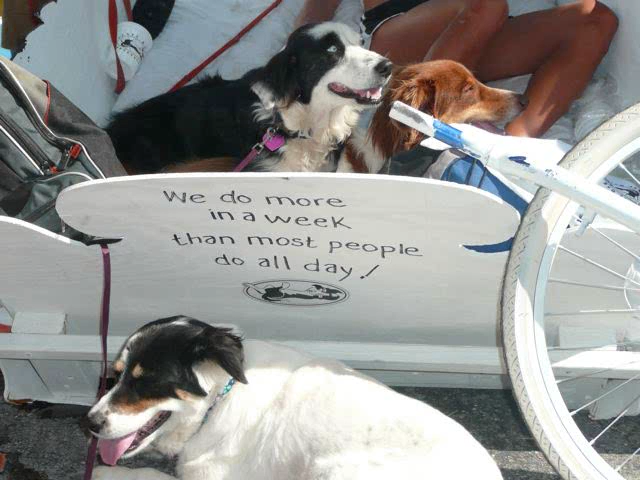 We do more
in a week
than most people
do all day!